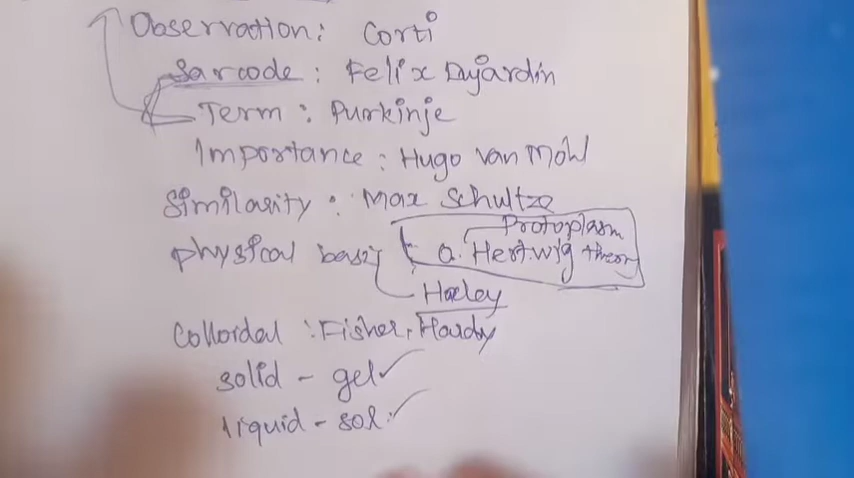 Observation: Corti
Sarcode: Felix Dujardin
Term: Purkinje
Importance: Hugo van Mohl
Similarity: Max Schultze
Protoplasm
Physical basis O. Hertwig theory
Huxley
Colloidal: Fisher, Hardy
solid - gel ✓
liquid - sol ✓